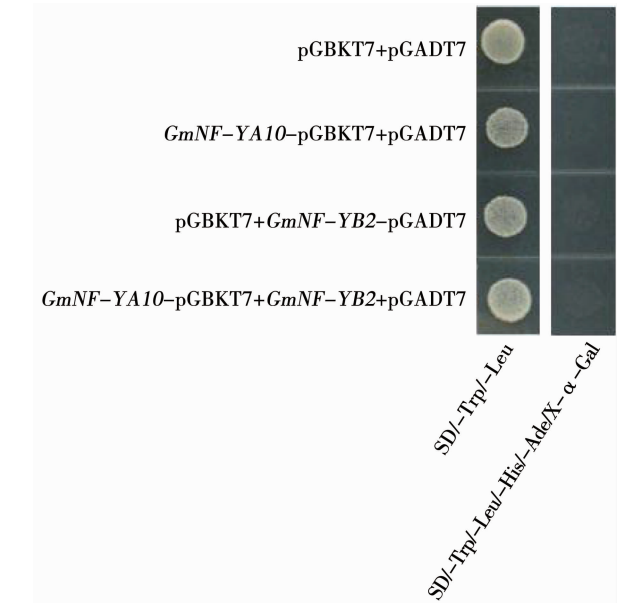 pGBKT7+pGADT7
GmNF-YA10-pGBKT7+pGADT7
pGBKT7+GmNF-YB2-pGADT7
GmNF-YA10-pGBKT7+GmNF-YB2+pGADT7
SD/-Trp/-Leu
SD/-Trp/-Leu/-His/-Ade/X-α-Gal